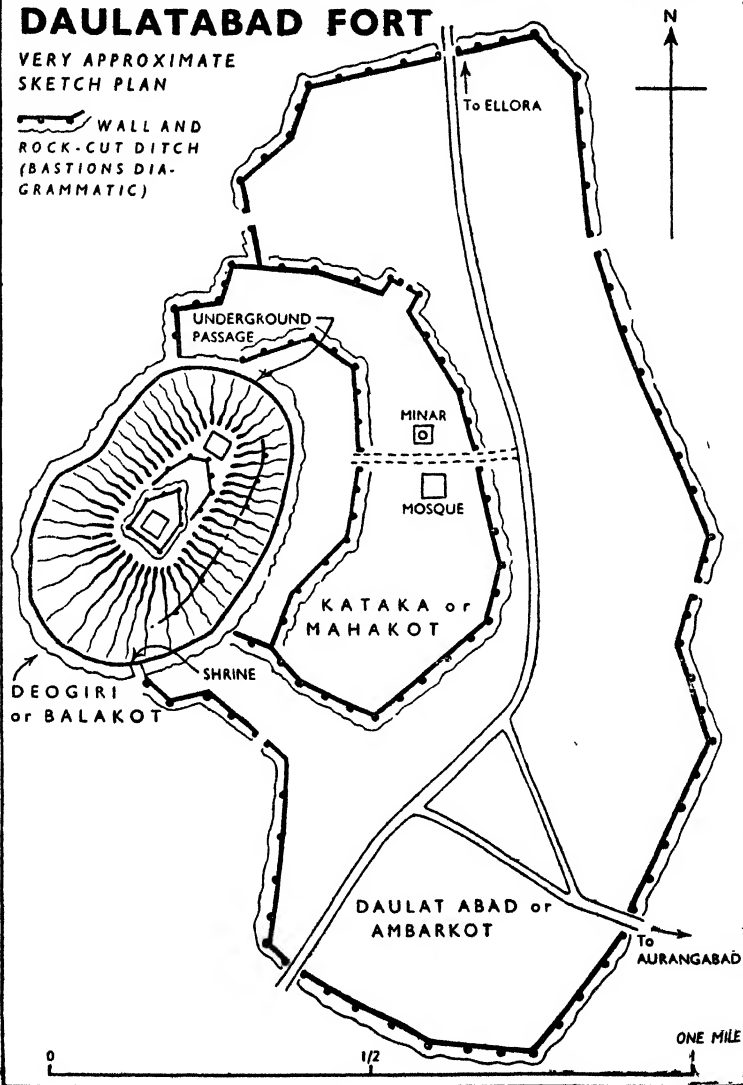 DAULATABAD FORT
VERY APPROXIMATE
SKETCH PLAN
WALL AND
ROCK-CUT DITCH
(BASTIONS DIA-
GRAMMATIC)
N
To ELLORA
UNDERGROUND
PASSAGE
MINAR
MOSQUE
KATAKA or
MAHAKOT
SHRINE
DEOGIRI
or BALAKOT
DAULAT ABAD or
AMBARKOT
To
AURANGABAD
ONE MILE
0 1/2 1